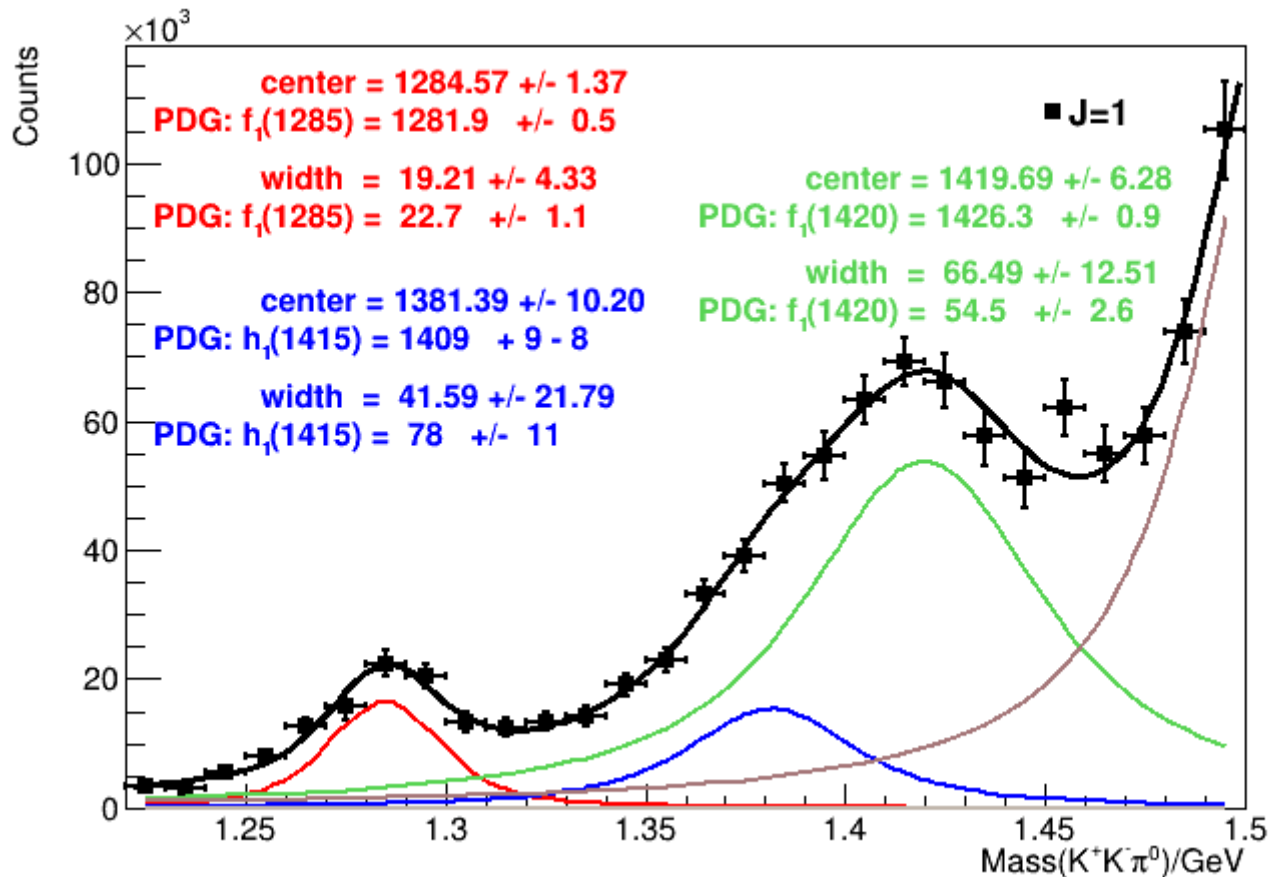 ×10³
Counts
center = 1284.57 +/- 1.37
PDG: f₁(1285) = 1281.9 +/- 0.5
width = 19.21 +/- 4.33
PDG: f₁(1285) = 22.7 +/- 1.1
center = 1381.39 +/- 10.20
PDG: h₁(1415) = 1409 + 9 - 8
width = 41.59 +/- 21.79
PDG: h₁(1415) = 78 +/- 11
J=1
center = 1419.69 +/- 6.28
PDG: f₁(1420) = 1426.3 +/- 0.9
width = 66.49 +/- 12.51
PDG: f₁(1420) = 54.5 +/- 2.6
100
80
60
40
20
0
1.25 1.3 1.35 1.4 1.45 1.5
Mass(K⁺K⁻π⁰)/GeV